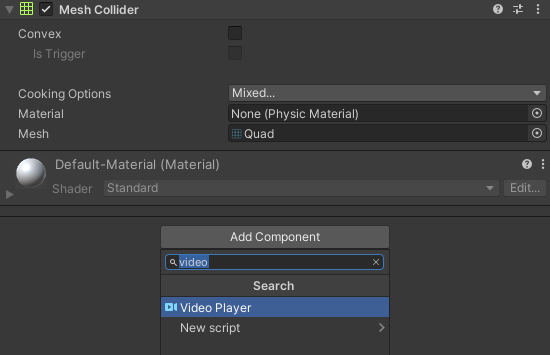 Mesh Collider
Convex
Is Trigger
Cooking Options Mixed...
Material None (Physic Material)
Mesh Quad
Default-Material (Material)
Shader Standard Edit...
Add Component
video
Search
Video Player
New script